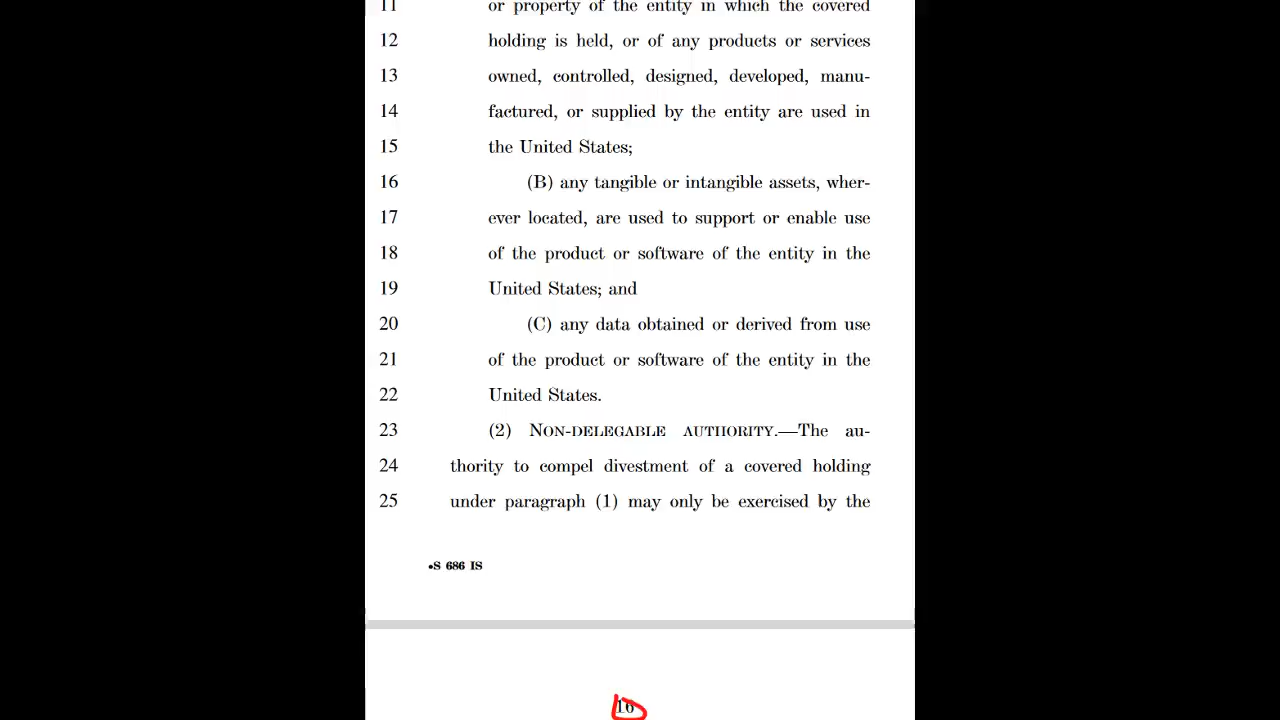 11 or property of the entity in which the covered
12 holding is held, or of any products or services
13 owned, controlled, designed, developed, manu-
14 factured, or supplied by the entity are used in
15 the United States;
16 (B) any tangible or intangible assets, wher-
17 ever located, are used to support or enable use
18 of the product or software of the entity in the
19 United States; and
20 (C) any data obtained or derived from use
21 of the product or software of the entity in the
22 United States.
23 (2) NON-DELEGABLE AUTHORITY.—The au-
24 thority to compel divestment of a covered holding
25 under paragraph (1) may only be exercised by the
•S 686 IS
16